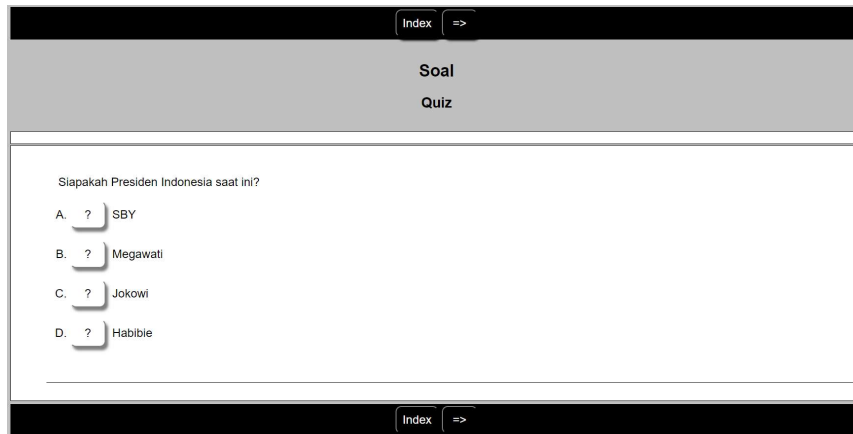 Index =>
Soal
Quiz
Siapakah Presiden Indonesia saat ini?
A. ? SBY
B. ? Megawati
C. ? Jokowi
D. ? Habibie
Index =>